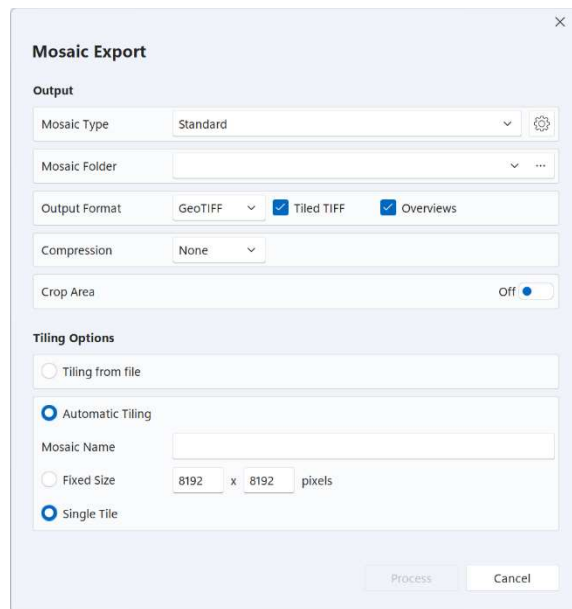 Mosaic Export
Output
Mosaic Type Standard
Mosaic Folder ...
Output Format GeoTIFF Tiled TIFF Overviews
Compression None
Crop Area Off
Tiling Options
Tiling from file
Automatic Tiling
Mosaic Name
Fixed Size 8192 x 8192 pixels
Single Tile
Process Cancel